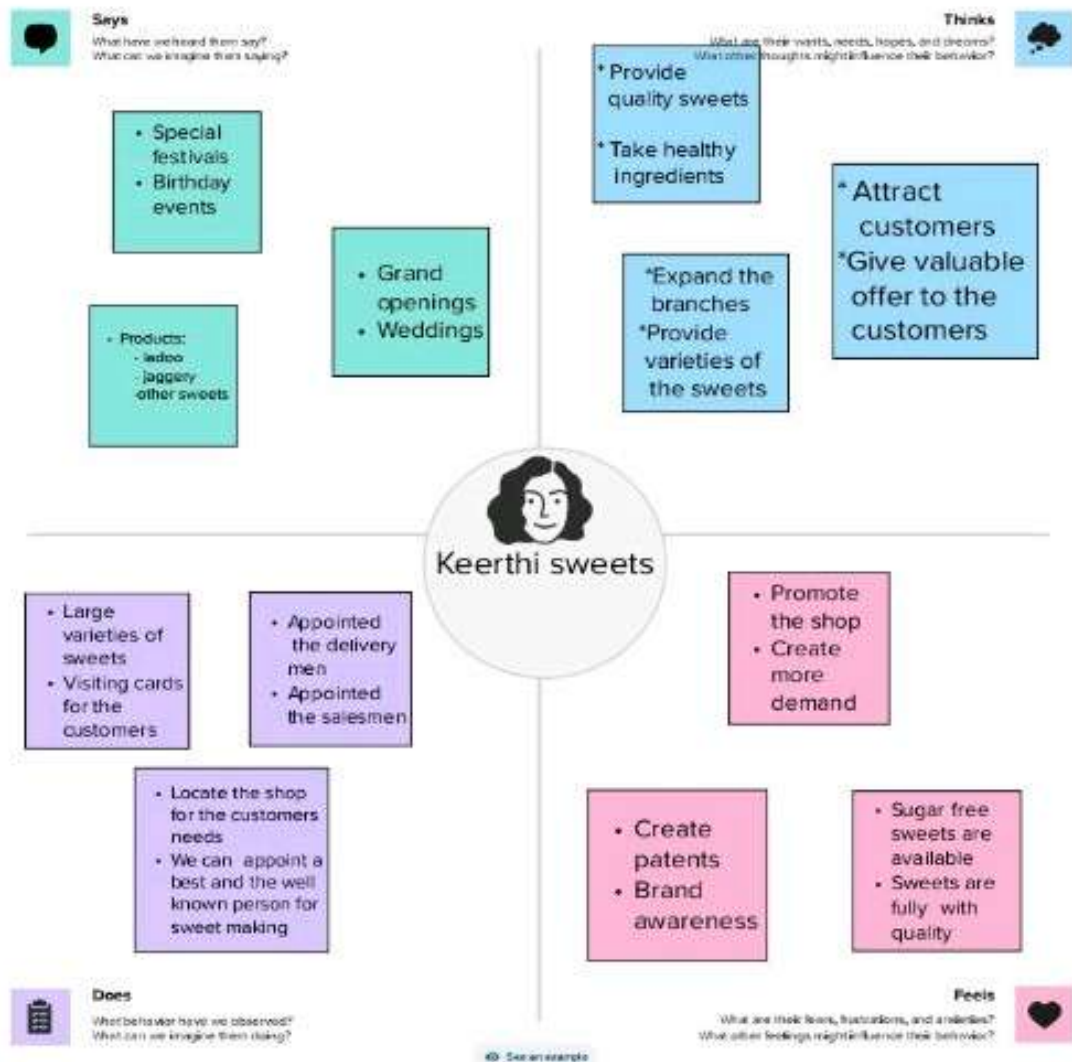 Says
What have we heard them say?
What can we imagine them saying?
• Special
festivals
• Birthday
events
• Grand
openings
• Weddings
• Products:
- ladoo
- jaggery
-other sweets
Thinks
What are their wants, needs, hopes, and dreams?
What other thoughts might influence their behavior?
* Provide
quality sweets
* Take healthy
ingredients
* Attract
customers
*Give valuable
offer to the
customers
*Expand the
branches
*Provide
varieties of
the sweets
Keerthi sweets
• Large
varieties of
sweets
• Visiting cards
for the
customers
• Appointed
the delivery
men
• Appointed
the salesmen
• Locate the shop
for the customers
needs
• We can appoint a
best and the well
known person for
sweet making
Does
What behavior have we observed?
What can we imagine them doing?
• Promote
the shop
• Create
more
demand
• Create
patents
• Brand
awareness
• Sugar free
sweets are
available
• Sweets are
fully with
quality
Feels
What are their fears, frustrations, and anxieties?
What other feelings might influence their behavior?
See an example